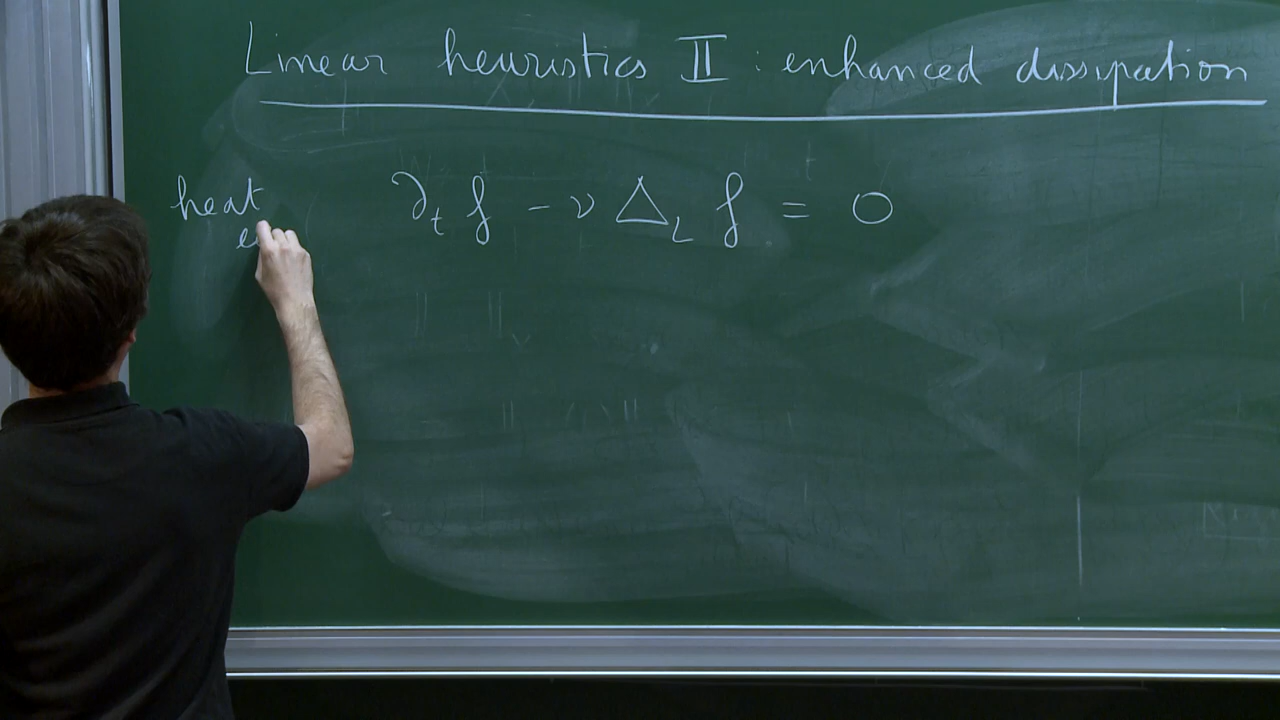 Linear heuristics II : enhanced dissipation
heat ∂_t f - ν Δ_L f = 0